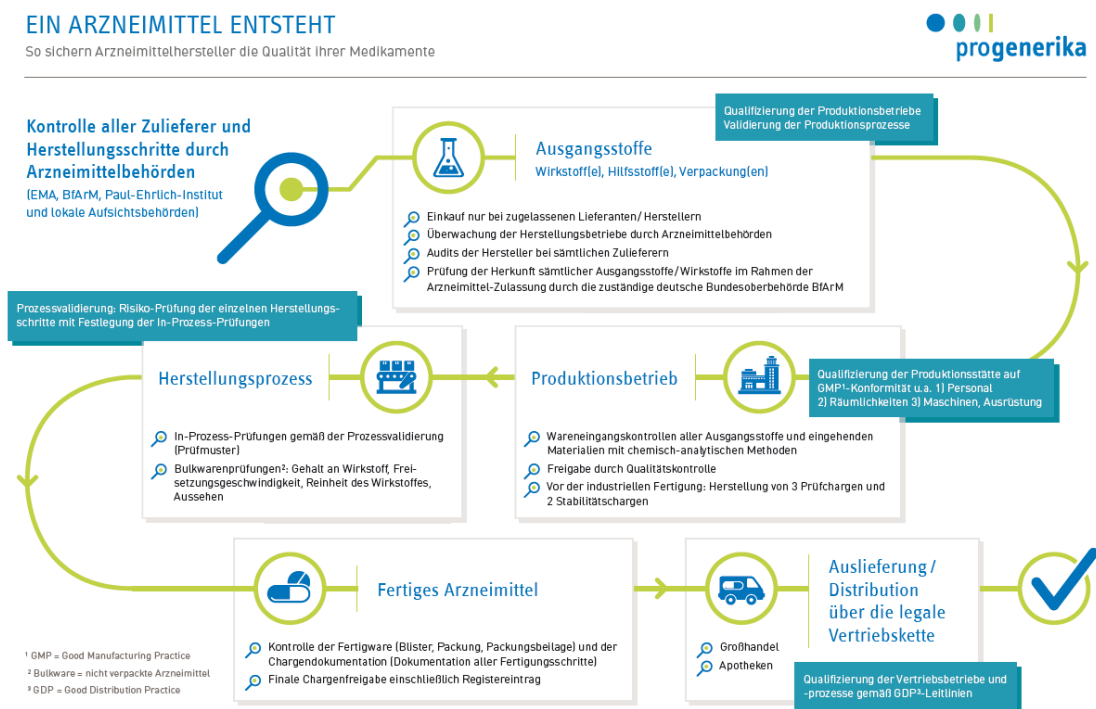 EIN ARZNEIMITTEL ENTSTEHT
So sichern Arzneimittelhersteller die Qualität ihrer Medikamente
progenerika
Kontrolle aller Zulieferer und
Herstellungsschritte durch
Arzneimittelbehörden
(EMA, BfArM, Paul-Ehrlich-Institut
und lokale Aufsichtsbehörden)
Qualifizierung der Produktionsbetriebe
Validierung der Produktionsprozesse
Ausgangsstoffe
Wirkstoff(e), Hilfsstoff(e), Verpackung(en)
Einkauf nur bei zugelassenen Lieferanten/Herstellern
Überwachung der Herstellungsbetriebe durch Arzneimittelbehörden
Audits der Hersteller bei sämtlichen Zulieferern
Prüfung der Herkunft sämtlicher Ausgangsstoffe/Wirkstoffe im Rahmen der
Arzneimittel-Zulassung durch die zuständige deutsche Bundesoberbehörde BfArM
Qualifizierung der Produktionsstätte auf
GMP¹-Konformität u.a. 1) Personal
2) Räumlichkeiten 3) Maschinen, Ausrüstung
Produktionsbetrieb
Wareneingangskontrollen aller Ausgangsstoffe und eingehenden
Materialien mit chemisch-analytischen Methoden
Freigabe durch Qualitätskontrolle
Vor der industriellen Fertigung: Herstellung von 3 Prüfchargen und
2 Stabilitätschargen
Prozessvalidierung: Risiko-Prüfung der einzelnen Herstellungs-
schritte mit Festlegung der In-Prozess-Prüfungen
Herstellungsprozess
In-Prozess-Prüfungen gemäß der Prozessvalidierung
(Prüfmuster)
Bulkwarenprüfungen²: Gehalt an Wirkstoff, Frei-
setzungsgeschwindigkeit, Reinheit des Wirkstoffes,
Aussehen
Fertiges Arzneimittel
Kontrolle der Fertigware (Blister, Packung, Packungsbeilage) und der
Chargendokumentation (Dokumentation aller Fertigungsschritte)
Finale Chargenfreigabe einschließlich Registereintrag
Auslieferung /
Distribution
über die legale
Vertriebskette
Großhandel
Apotheken
Qualifizierung der Vertriebsbetriebe und
-prozesse gemäß GDP³-Leitlinien
¹ GMP = Good Manufacturing Practice
² Bulkware = nicht verpackte Arzneimittel
³ GDP = Good Distribution Practice